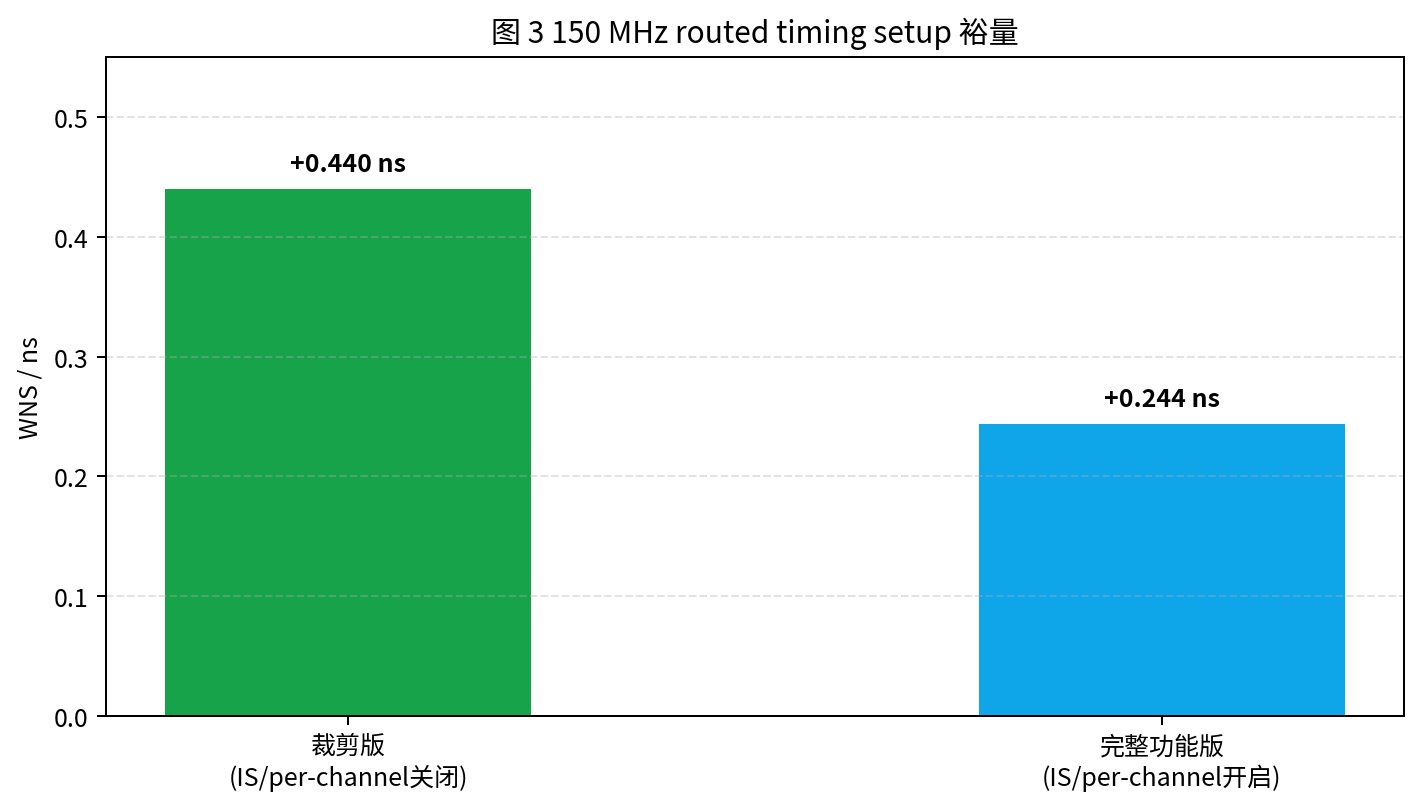 图 3 150 MHz routed timing setup 裕量
WNS / ns
0.5
0.4
0.3
0.2
0.1
0.0
+0.440 ns
+0.244 ns
裁剪版
(IS/per-channel关闭)
完整功能版
(IS/per-channel开启)